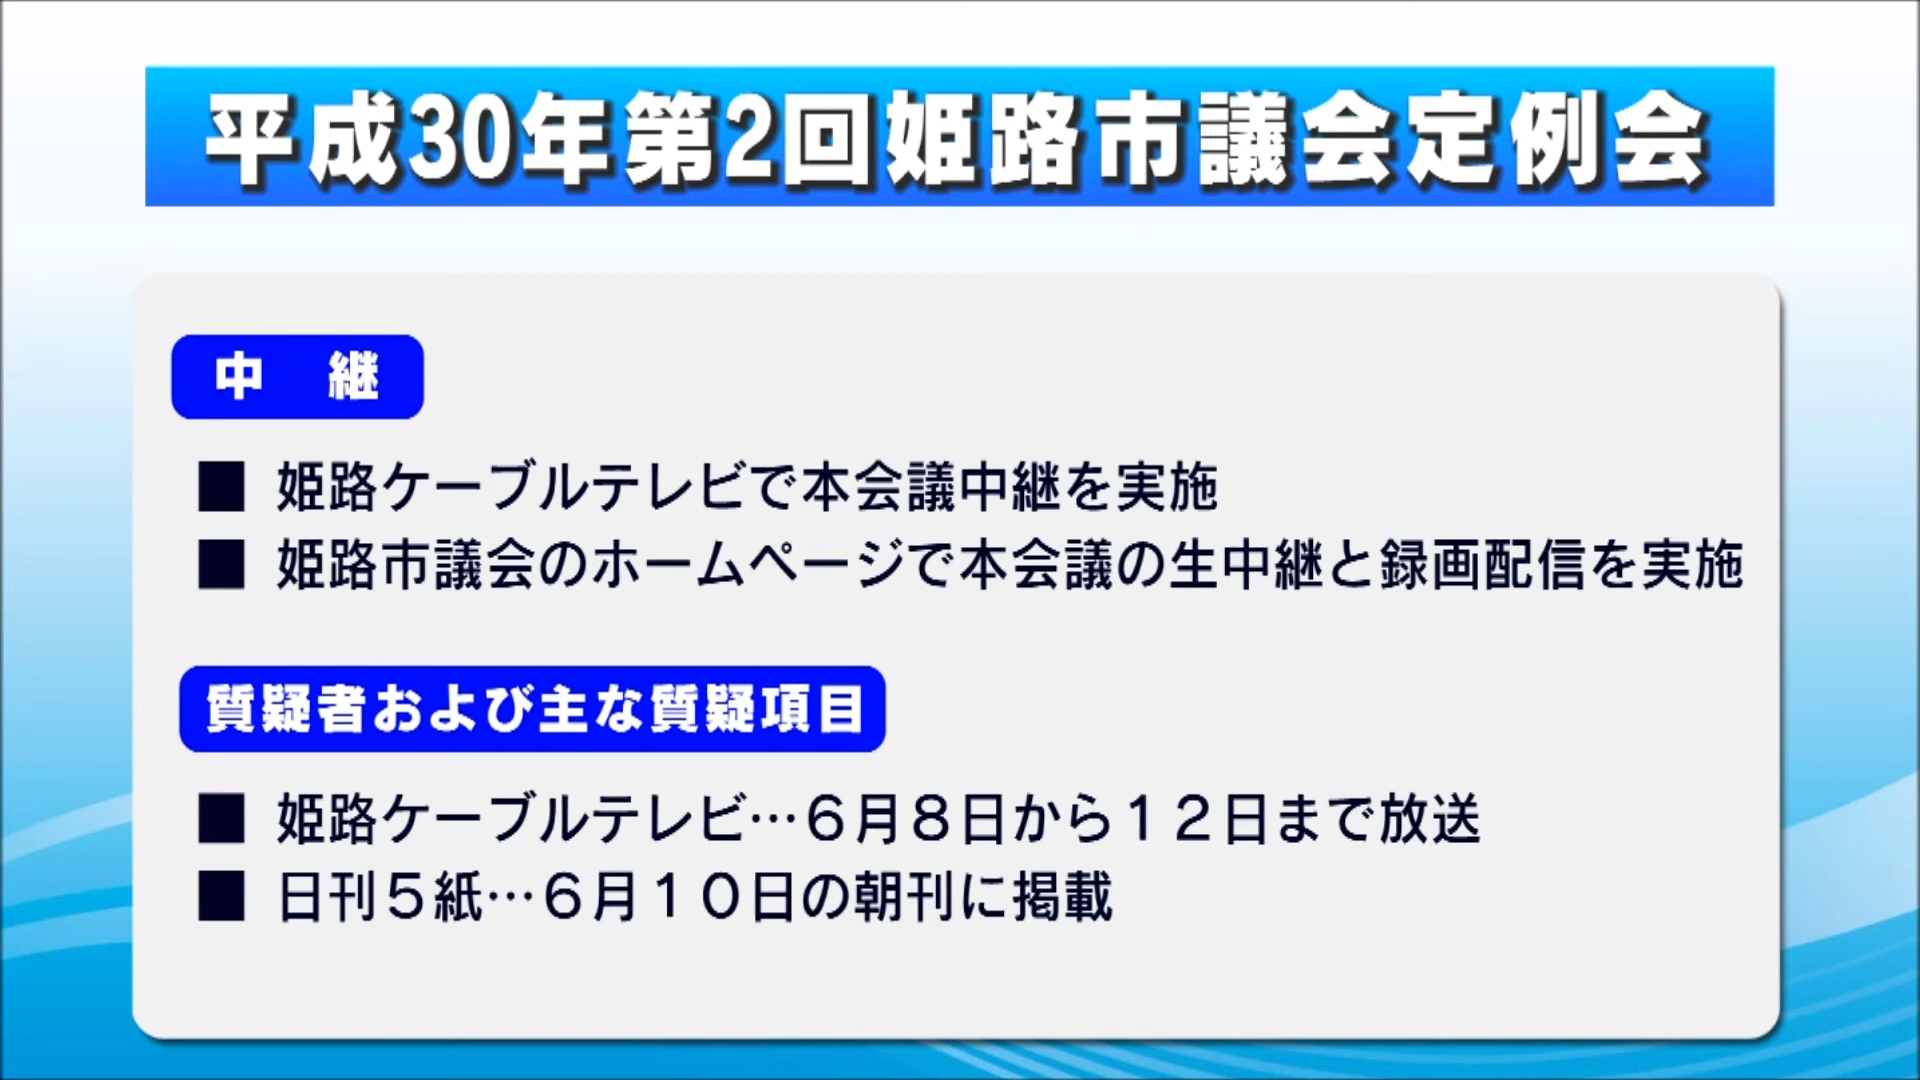 平成30年第2回姫路市議会定例会
中　継
■ 姫路ケーブルテレビで本会議中継を実施
■ 姫路市議会のホームページで本会議の生中継と録画配信を実施
質疑者および主な質疑項目
■ 姫路ケーブルテレビ…６月８日から１２日まで放送
■ 日刊５紙…６月１０日の朝刊に掲載